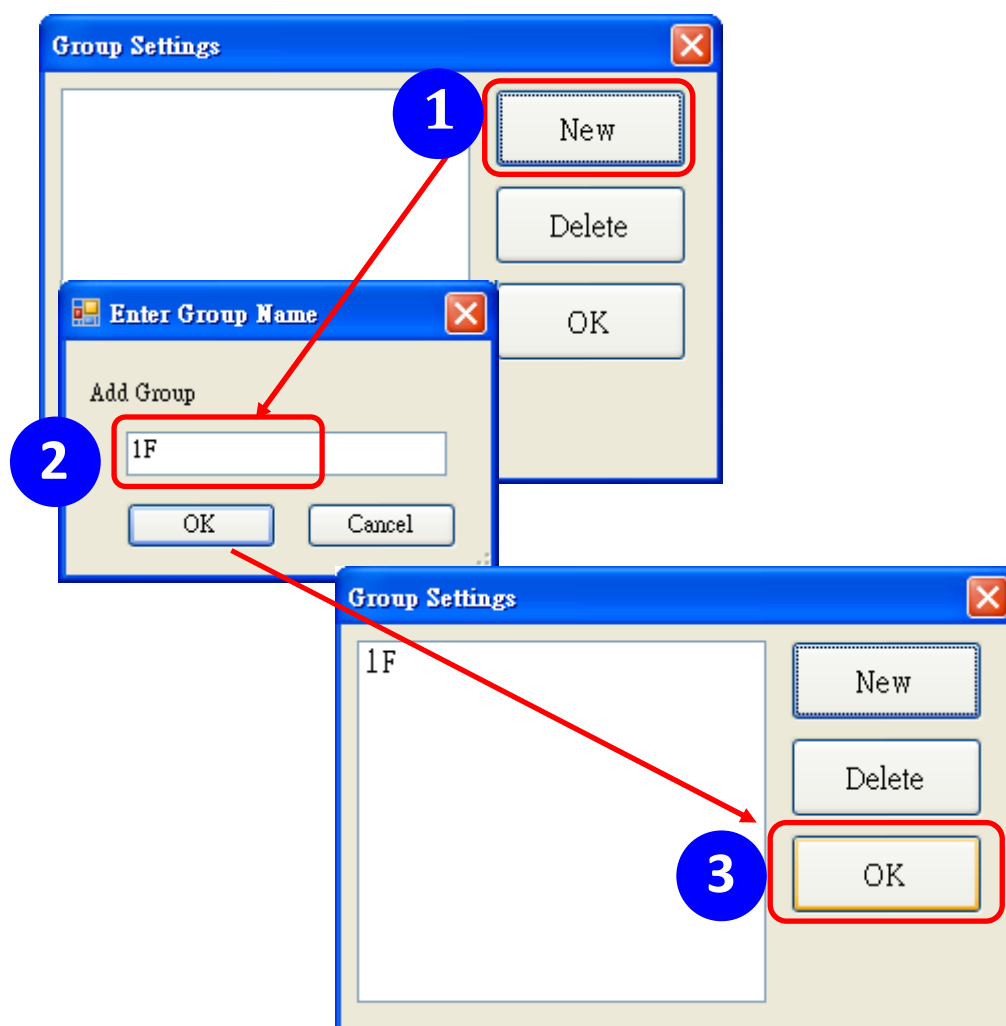 Group Settings
1
New
Delete
OK
Enter Group Name
Add Group
2
1F
OK
Cancel
Group Settings
1F
New
Delete
3
OK